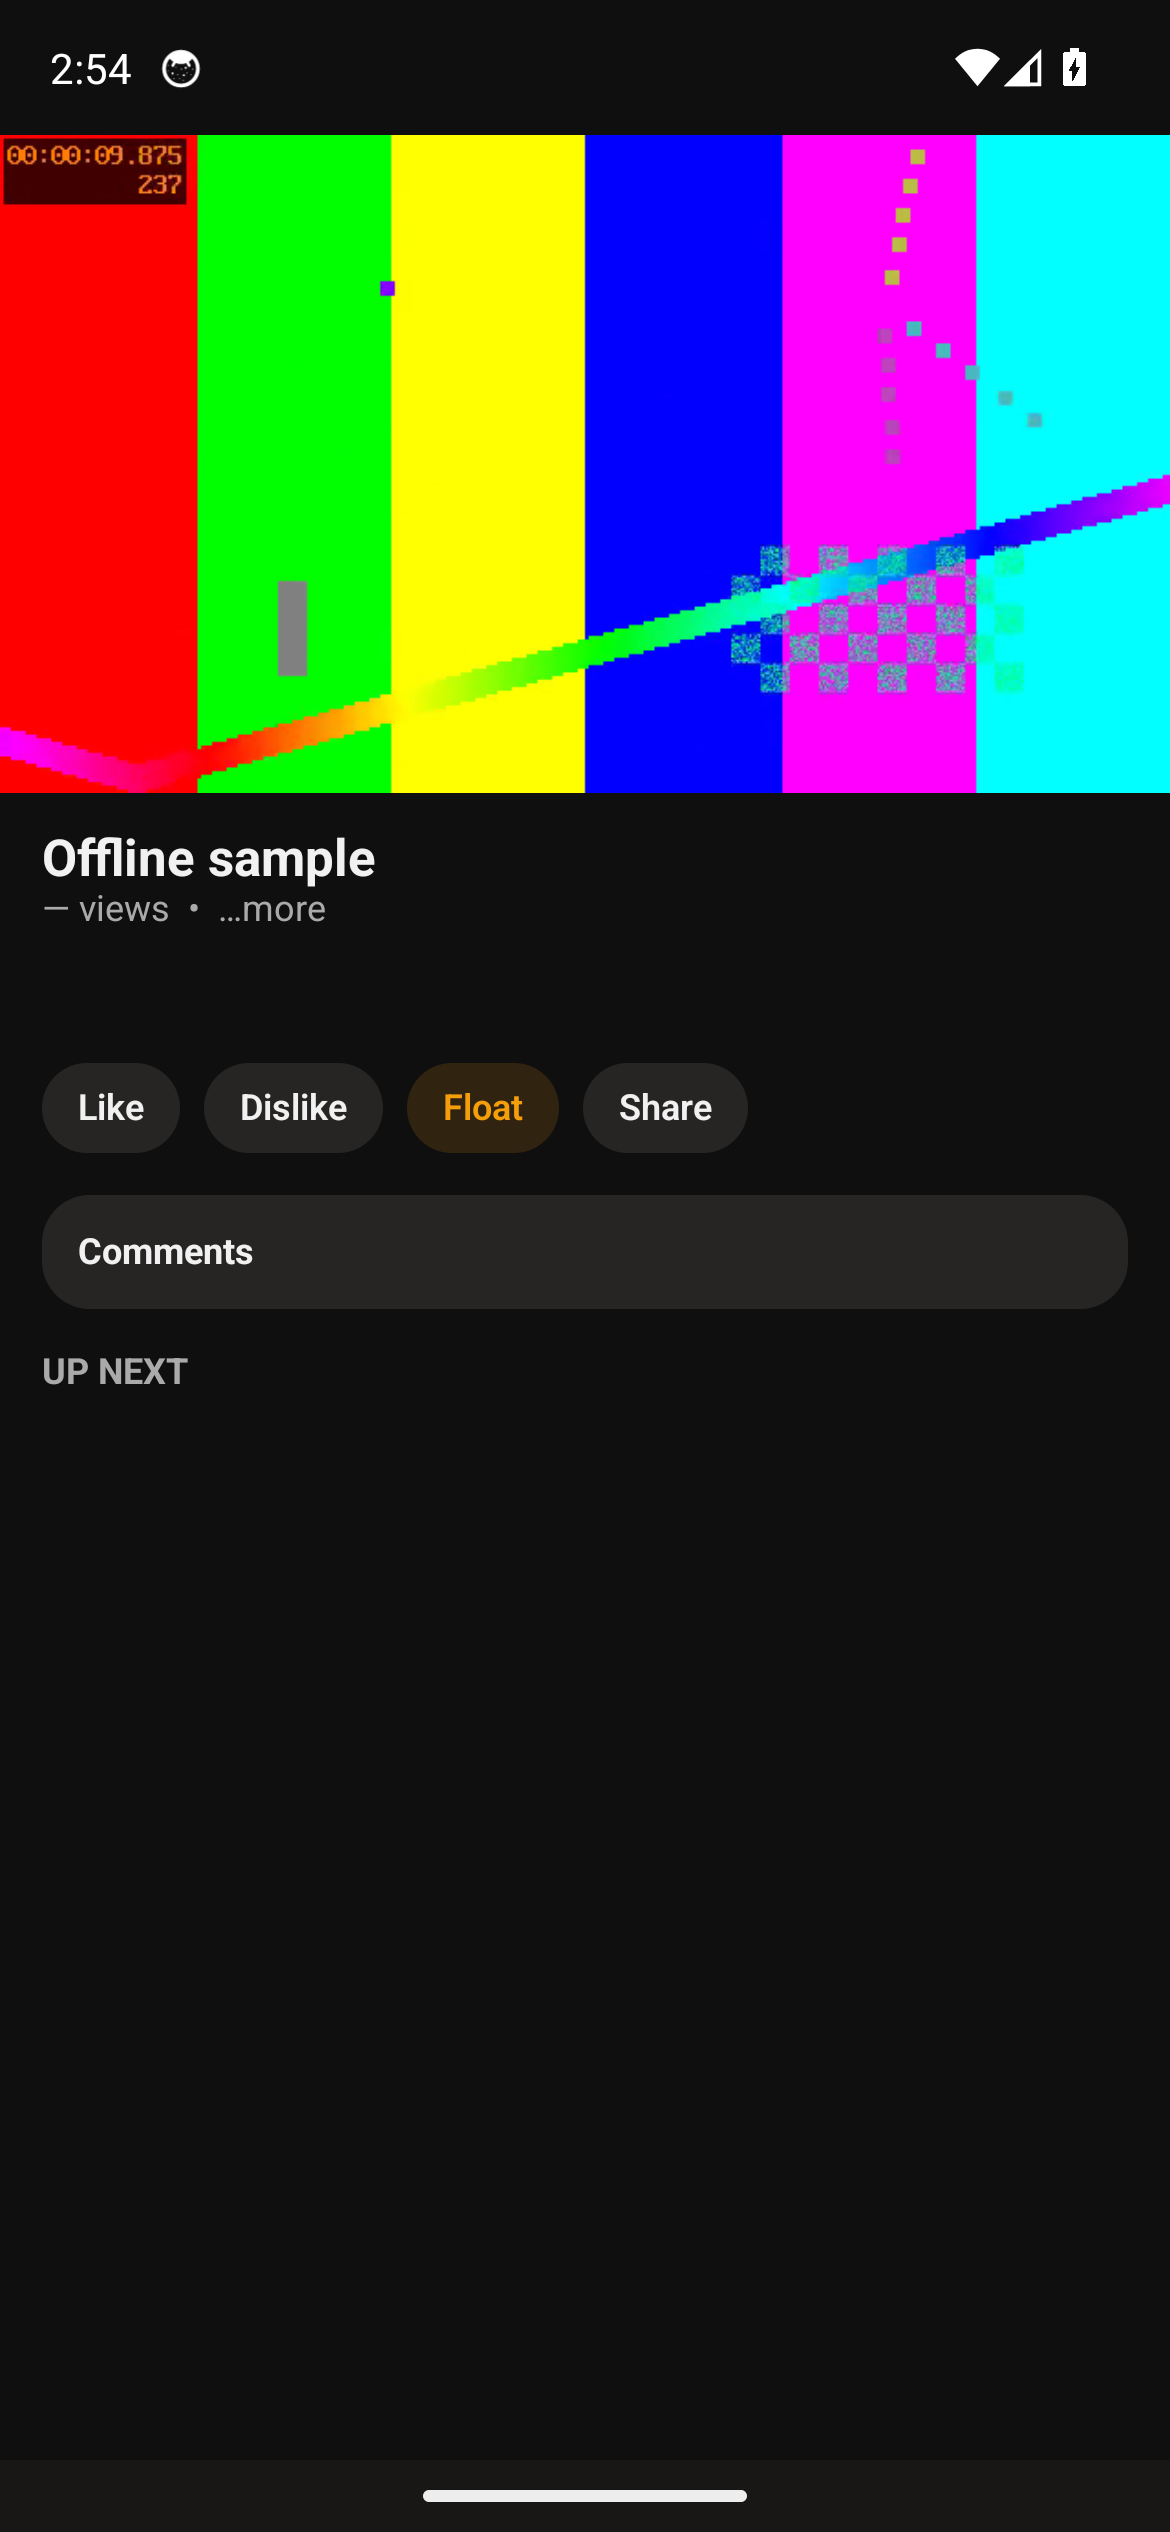 2:54
00:00:09.875
237
Offline sample
— views • …more
Like Dislike Float Share
Comments
UP NEXT